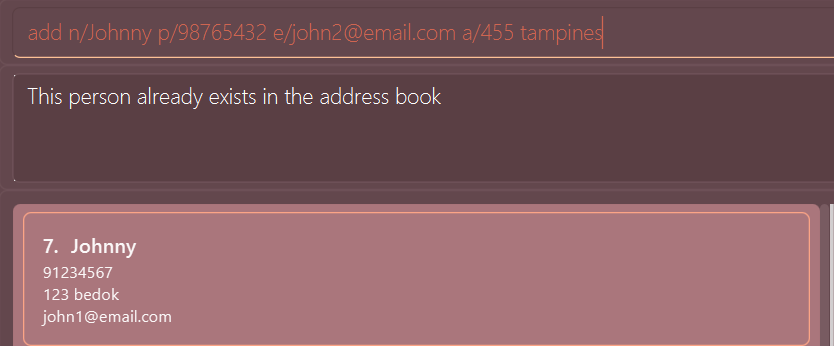 add n/Johnny p/98765432 e/john2@email.com a/455 tampines
This person already exists in the address book
7. Johnny
91234567
123 bedok
john1@email.com